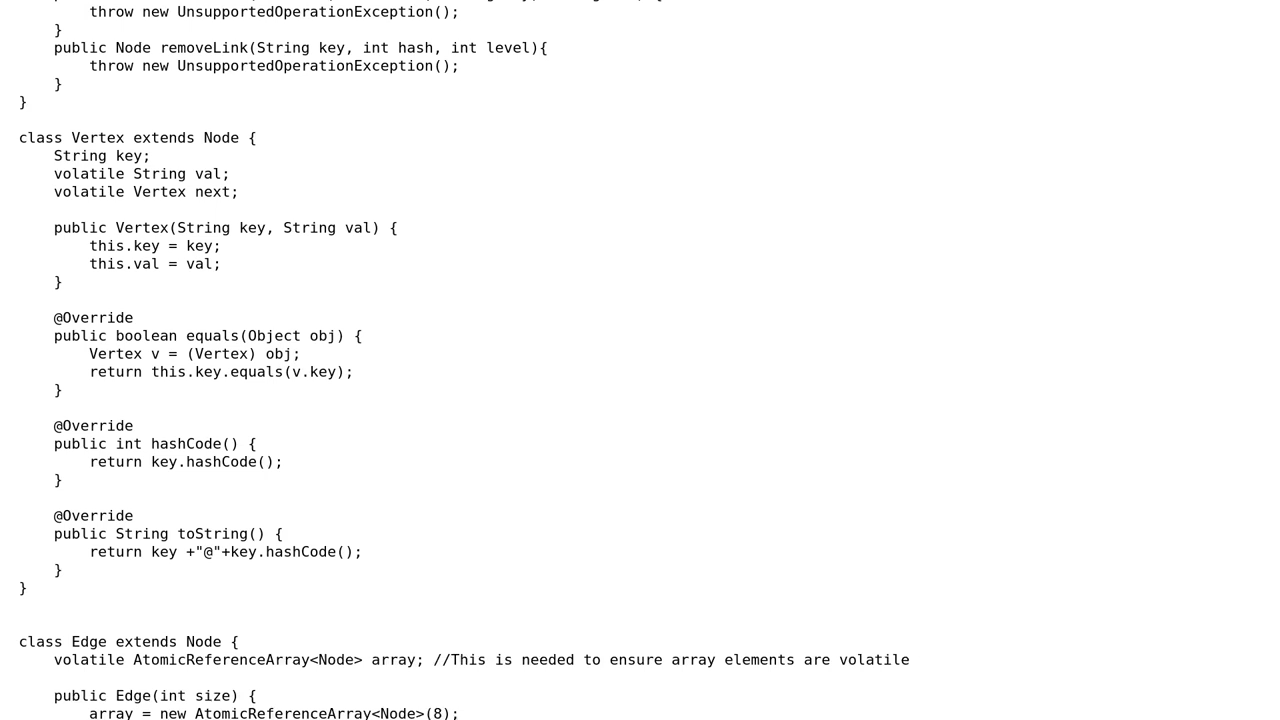 throw new UnsupportedOperationException();
    }
    public Node removeLink(String key, int hash, int level){
        throw new UnsupportedOperationException();
    }
}

class Vertex extends Node {
    String key;
    volatile String val;
    volatile Vertex next;

    public Vertex(String key, String val) {
        this.key = key;
        this.val = val;
    }

    @Override
    public boolean equals(Object obj) {
        Vertex v = (Vertex) obj;
        return this.key.equals(v.key);
    }

    @Override
    public int hashCode() {
        return key.hashCode();
    }

    @Override
    public String toString() {
        return key +"@"+key.hashCode();
    }
}


class Edge extends Node {
    volatile AtomicReferenceArray<Node> array; //This is needed to ensure array elements are volatile

    public Edge(int size) {
        array = new AtomicReferenceArray<Node>(8);